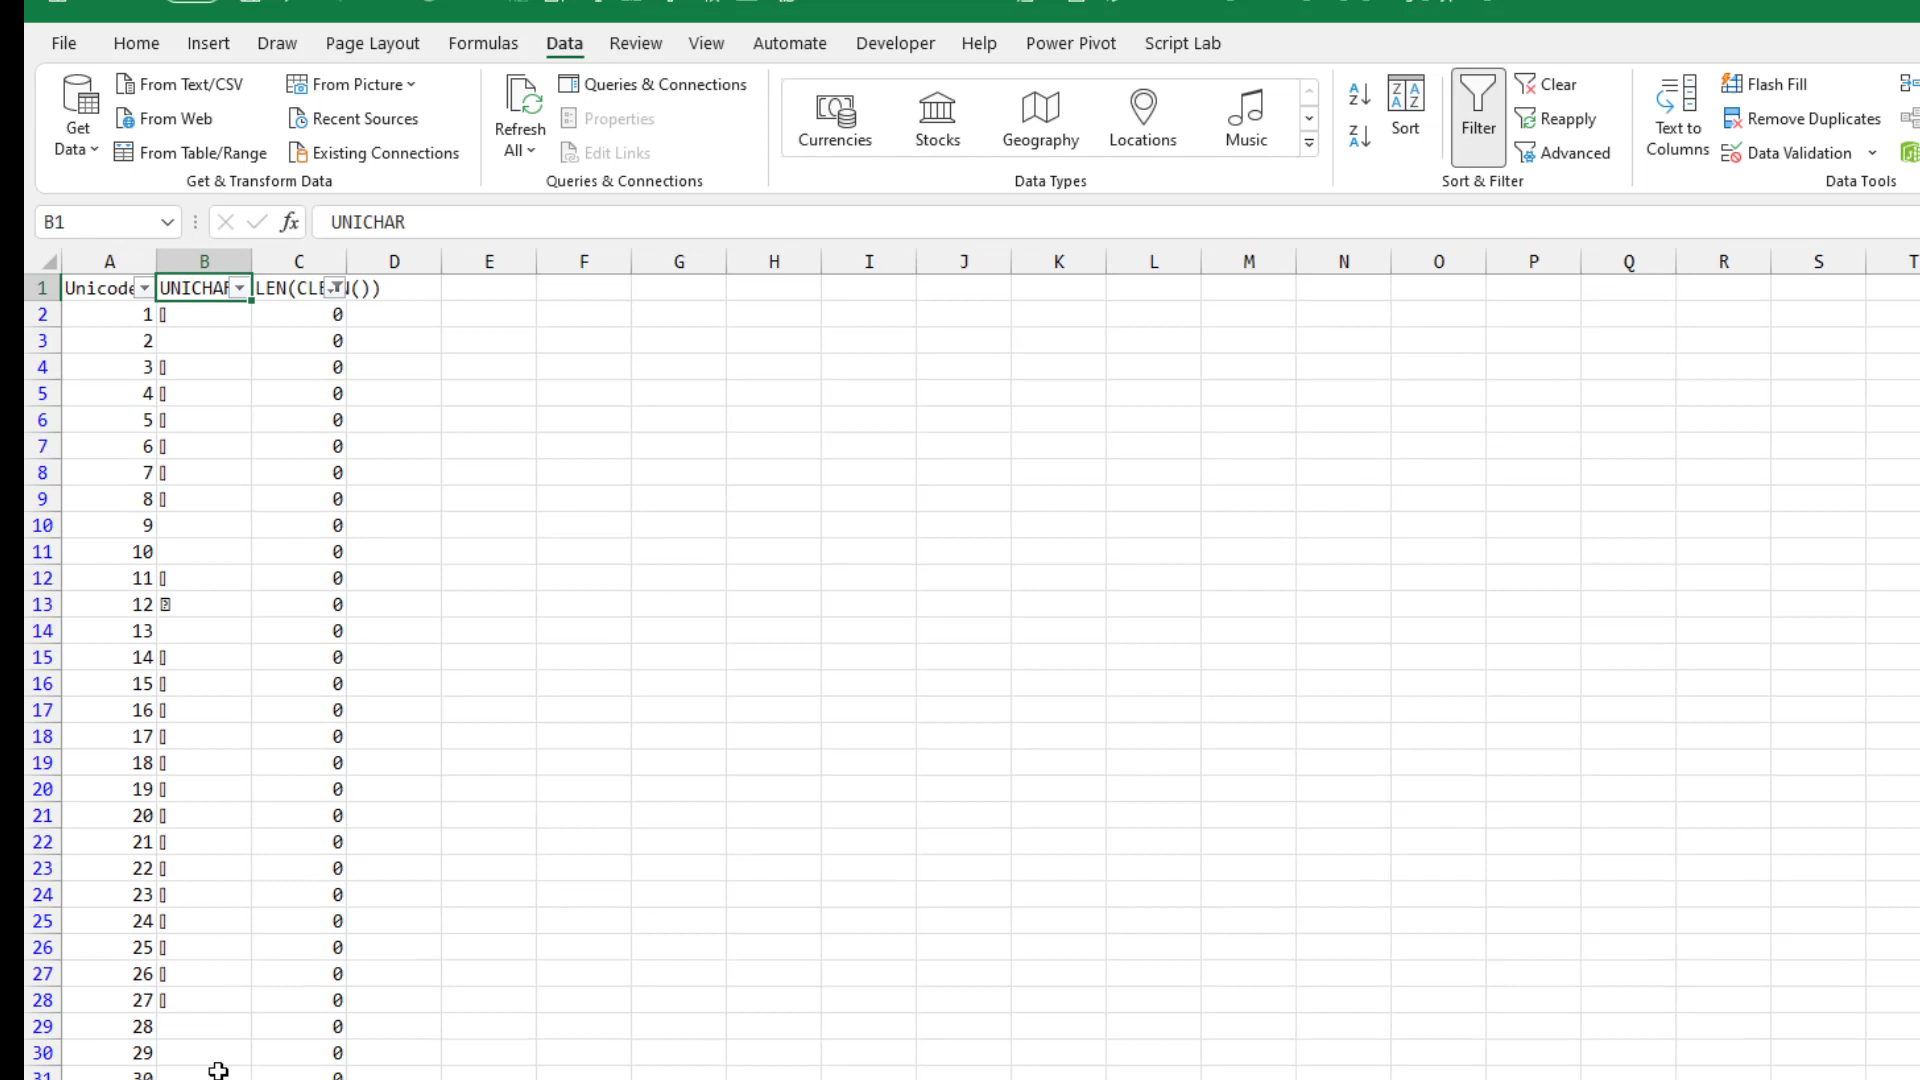 File Home Insert Draw Page Layout Formulas Data Review View Automate Developer Help Power Pivot Script Lab
Get Data
From Text/CSV
From Web
From Table/Range
From Picture
Recent Sources
Existing Connections
Get & Transform Data
Refresh All
Queries & Connections
Properties
Edit Links
Queries & Connections
Currencies Stocks Geography Locations Music
Data Types
Sort
Filter
Clear
Reapply
Advanced
Sort & Filter
Text to Columns
Flash Fill
Remove Duplicates
Data Validation
Data Tools
B1 fx UNICHAR
A B C D E F G H I J K L M N O P Q R S T
1 Unicode UNICHAR LEN(CLEAN())
2 1 0
3 2 0
4 3 0
5 4 0
6 5 0
7 6 0
8 7 0
9 8 0
10 9 0
11 10 0
12 11 0
13 12 0
14 13 0
15 14 0
16 15 0
17 16 0
18 17 0
19 18 0
20 19 0
21 20 0
22 21 0
23 22 0
24 23 0
25 24 0
26 25 0
27 26 0
28 27 0
29 28 0
30 29 0
31 30 0